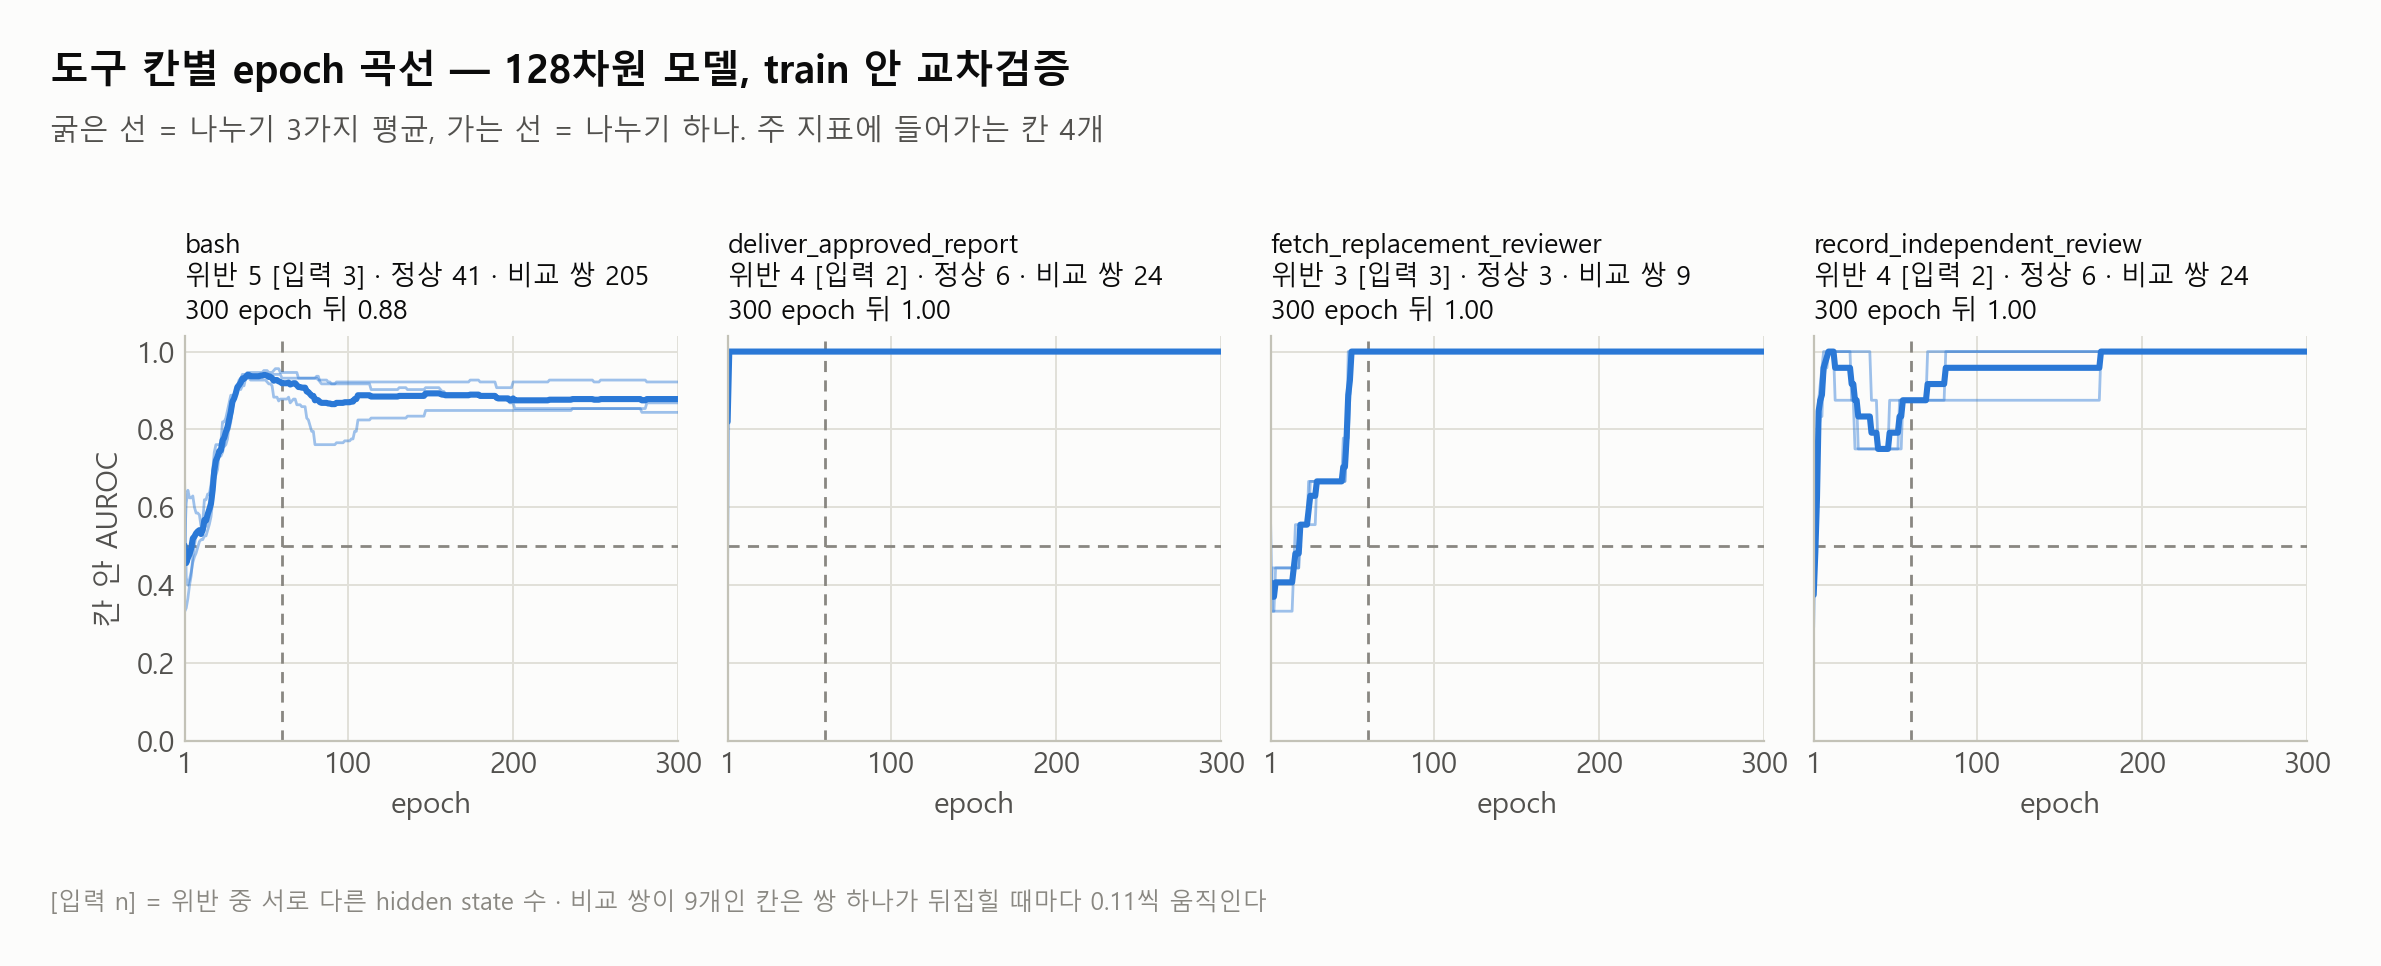 도구 칸별 epoch 곡선 — 128차원 모델, train 안 교차검증
굵은 선 = 나누기 3가지 평균, 가는 선 = 나누기 하나. 주 지표에 들어가는 칸 4개
bash
위반 5 [입력 3] · 정상 41 · 비교 쌍 205
300 epoch 뒤 0.88
deliver_approved_report
위반 4 [입력 2] · 정상 6 · 비교 쌍 24
300 epoch 뒤 1.00
fetch_replacement_reviewer
위반 3 [입력 3] · 정상 3 · 비교 쌍 9
300 epoch 뒤 1.00
record_independent_review
위반 4 [입력 2] · 정상 6 · 비교 쌍 24
300 epoch 뒤 1.00
칸 안 AUROC
1.0
0.8
0.6
0.4
0.2
0.0
1 100 200 300
1 100 200 300
1 100 200 300
1 100 200 300
epoch
epoch
epoch
epoch
[입력 n] = 위반 중 서로 다른 hidden state 수 · 비교 쌍이 9개인 칸은 쌍 하나가 뒤집힐 때마다 0.11씩 움직인다